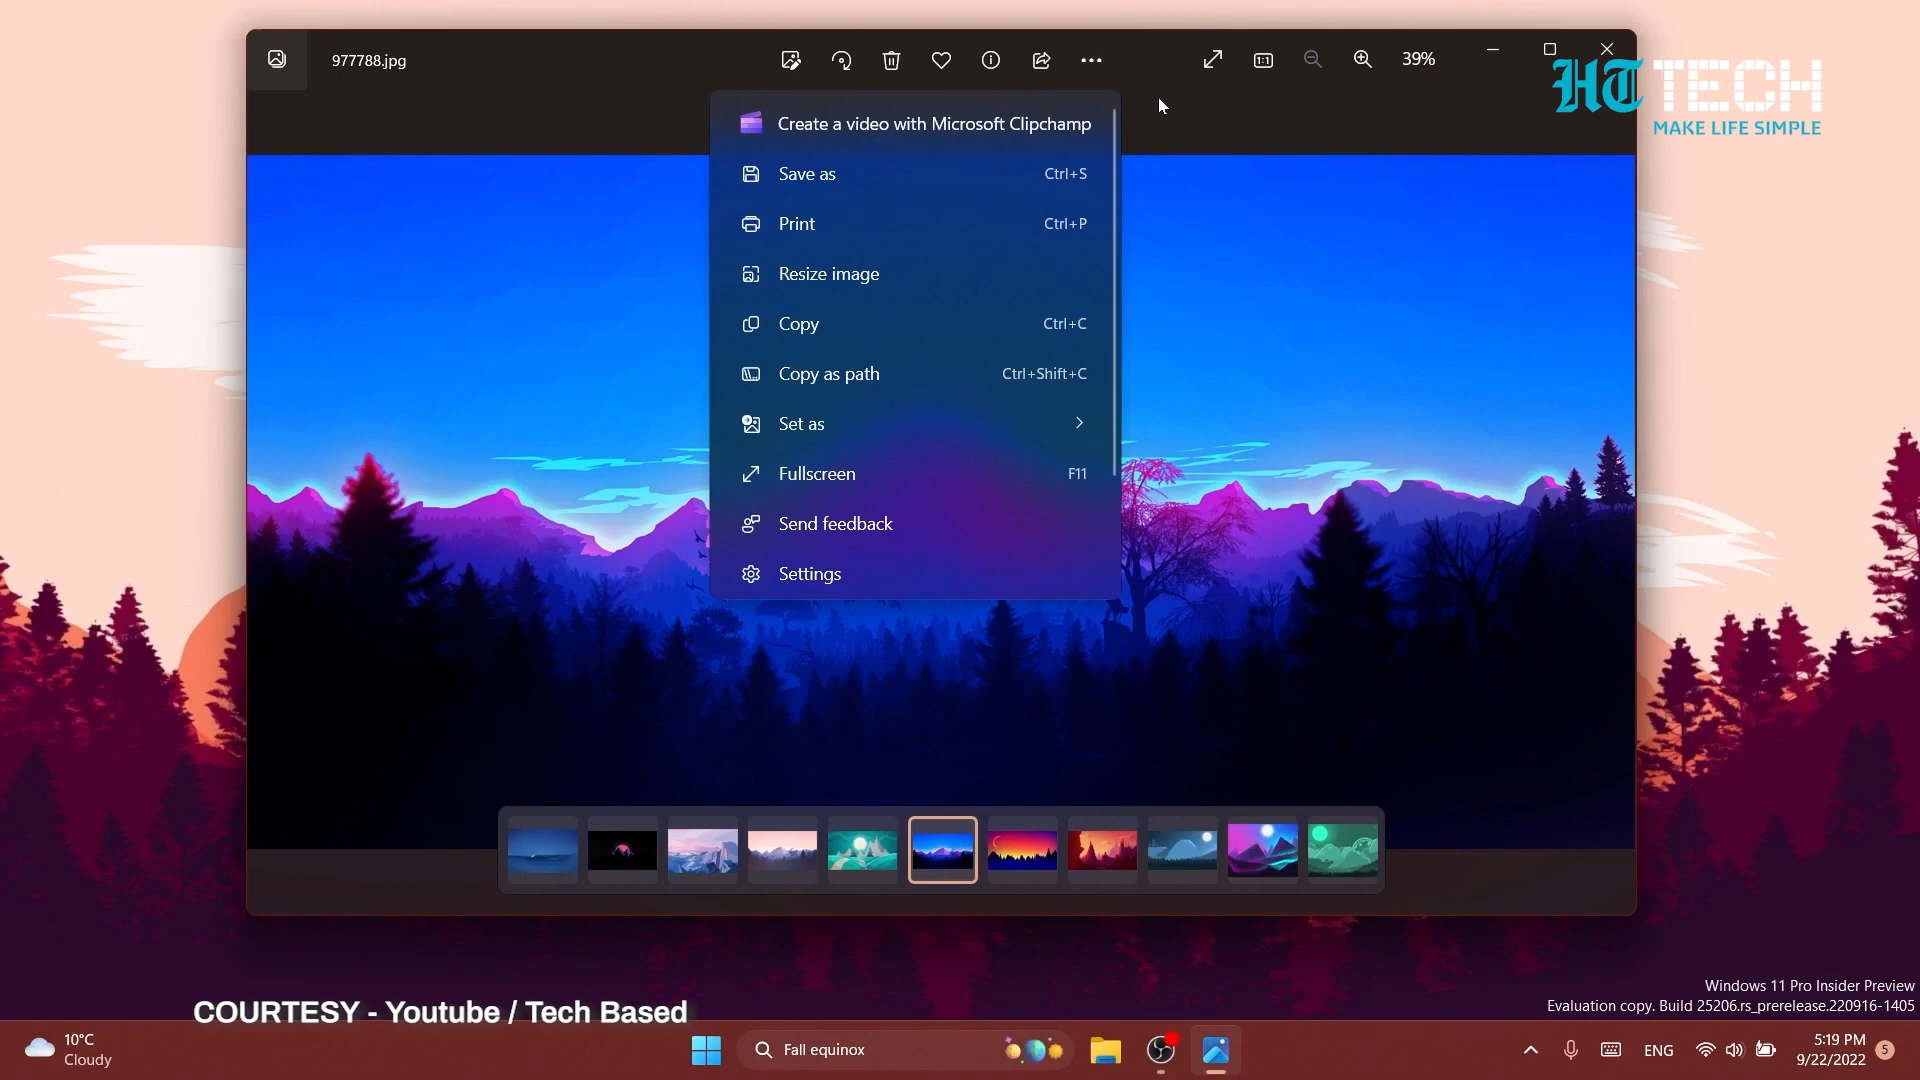 977788.jpg
39%
HT TECH
MAKE LIFE SIMPLE
Create a video with Microsoft Clipchamp
Save as Ctrl+S
Print Ctrl+P
Resize image
Copy Ctrl+C
Copy as path Ctrl+Shift+C
Set as
Fullscreen F11
Send feedback
Settings
Windows 11 Pro Insider Preview
Evaluation copy. Build 25206.rs_prerelease.220916-1405
COURTESY - Youtube / Tech Based
10°C
Cloudy
Fall equinox
ENG
5:19 PM
9/22/2022
5